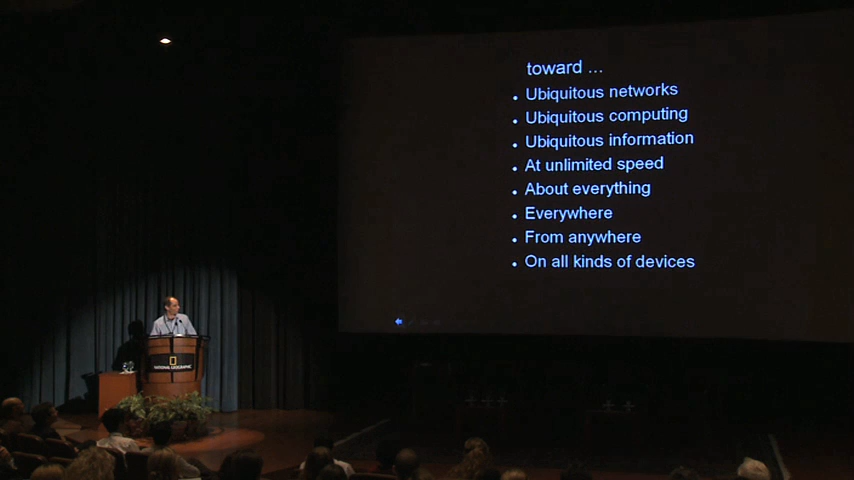 toward ...
• Ubiquitous networks
• Ubiquitous computing
• Ubiquitous information
• At unlimited speed
• About everything
• Everywhere
• From anywhere
• On all kinds of devices
NATIONAL GEOGRAPHIC